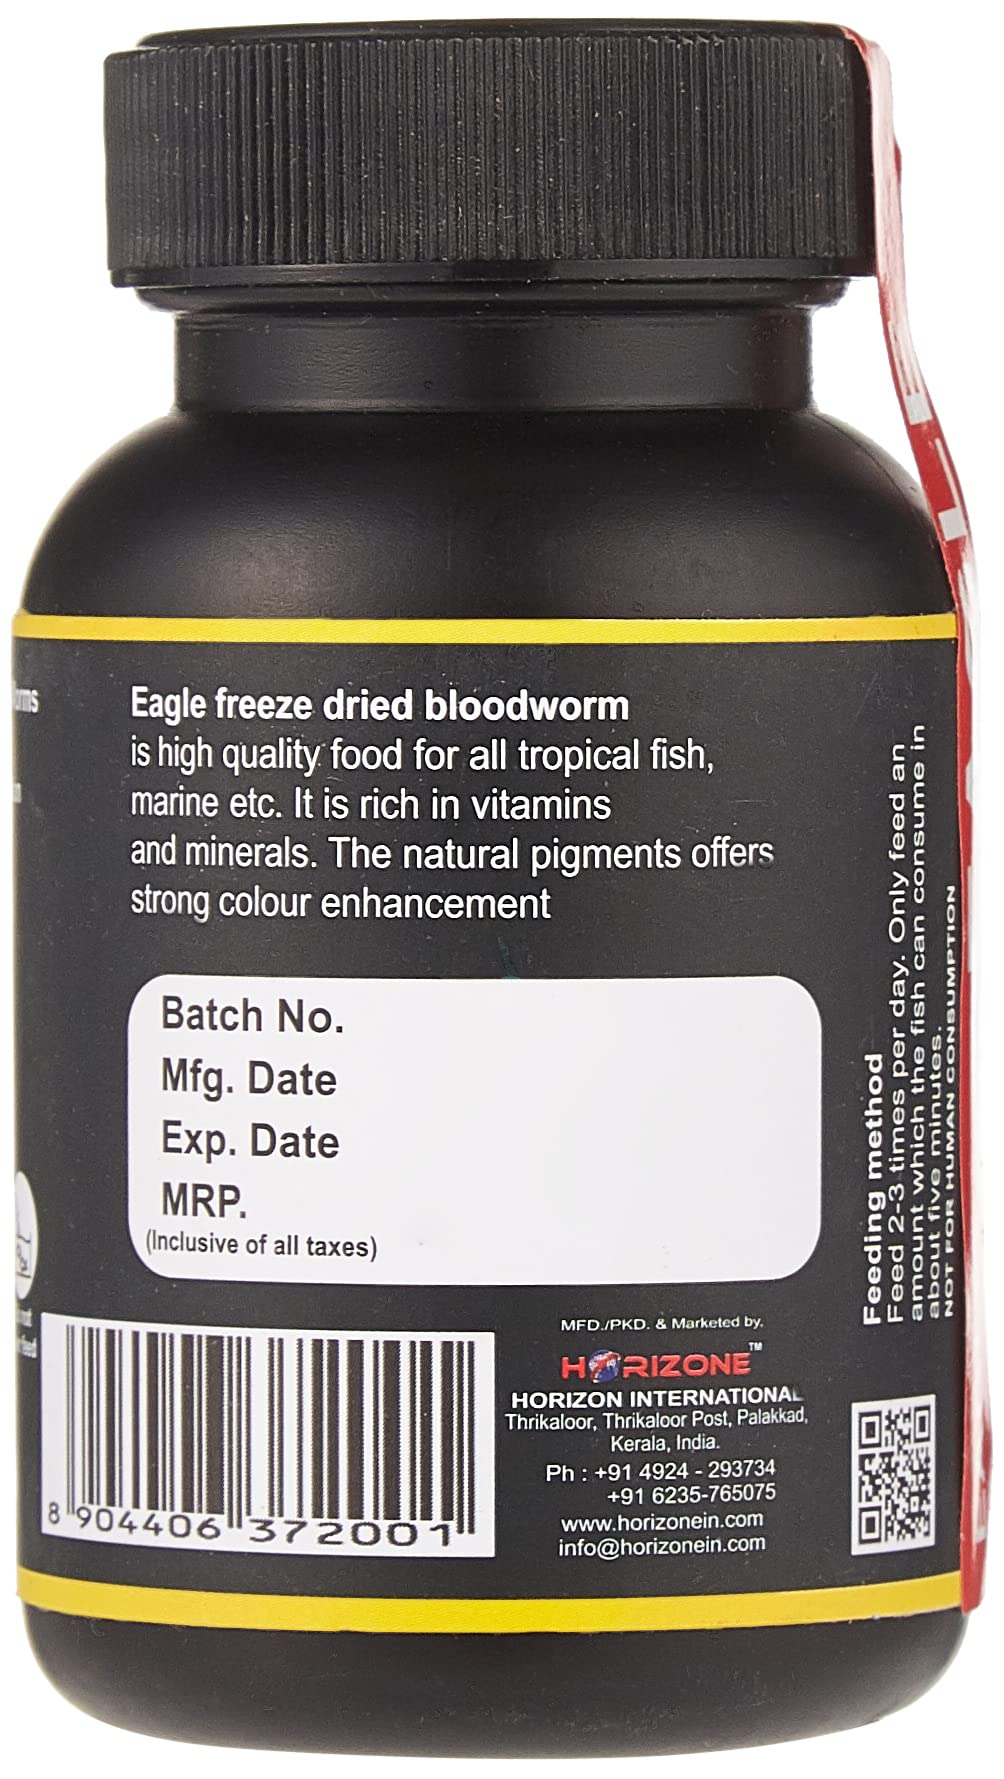 Eagle freeze dried bloodworm
is high quality food for all tropical fish,
marine etc. It is rich in vitamins
and minerals. The natural pigments offers
strong colour enhancement
Batch No.
Mfg. Date
Exp. Date
MRP.
(Inclusive of all taxes)
8 904406 372001
MFD./PKD. & Marketed by.
HORIZONE™
HORIZON INTERNATIONAL
Thrikaloor, Thrikaloor Post, Palakkad,
Kerala, India.
Ph : +91 4924 - 293734
+91 6235-765075
www.horizonein.com
info@horizonein.com
Feeding method
Feed 2-3 times per day. Only feed an
amount which the fish can consume in
about five minutes.
NOT FOR HUMAN CONSUMPTION